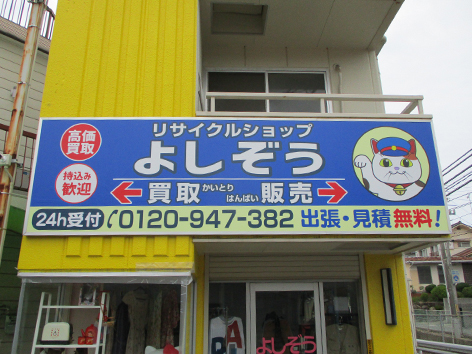 高価
買取
持込み
歓迎
リサイクルショップ
よしぞう
買取 かいとり
はんばい 販売
24h受付 0120-947-382 出張・見積無料!
よしぞう